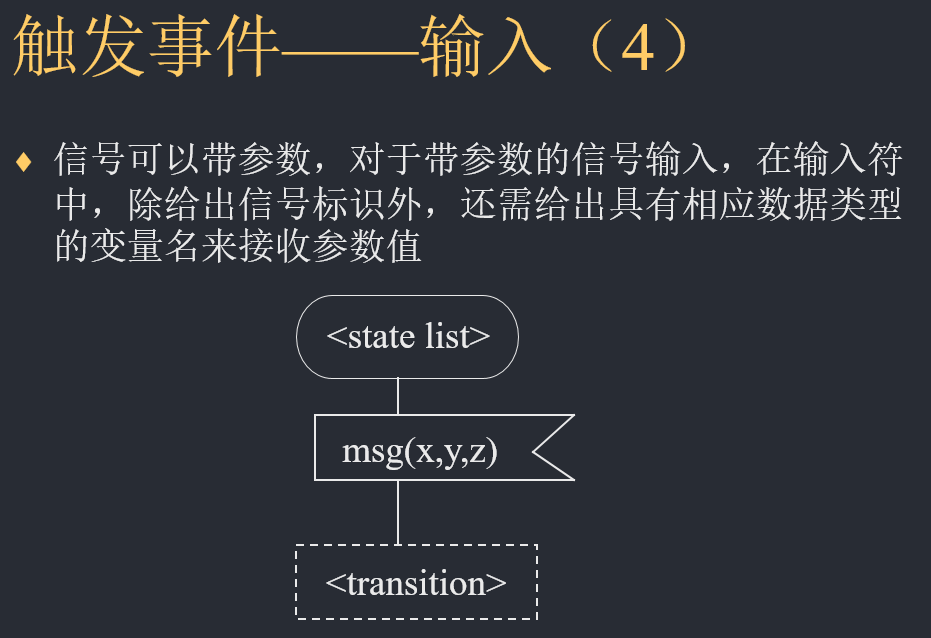 触发事件——输入（4）
信号可以带参数，对于带参数的信号输入，在输入符
中，除给出信号标识外，还需给出具有相应数据类型
的变量名来接收参数值
<state list>
msg(x,y,z)
<transition>